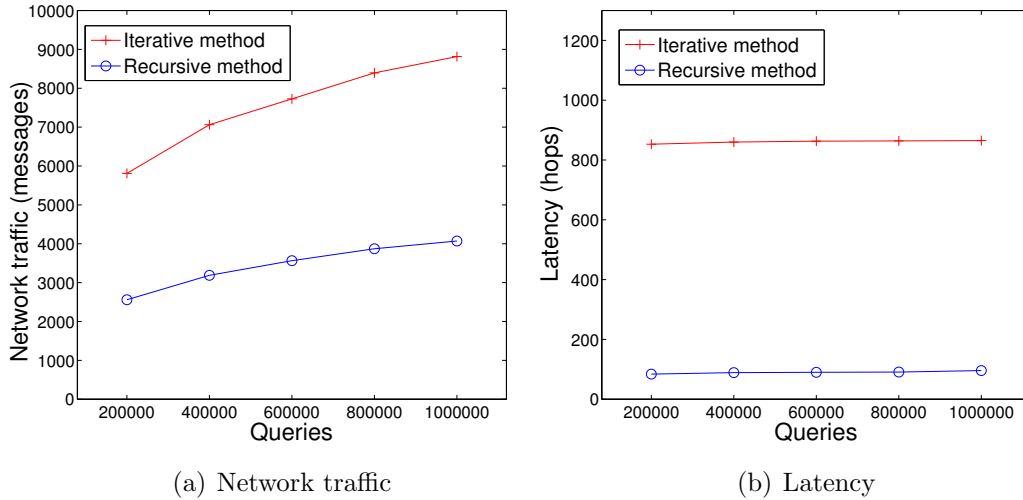 10000
9000
8000
7000
6000
5000
4000
3000
2000
1000
0
Network traffic (messages)
Iterative method
Recursive method
200000 400000 600000 800000 1000000
Queries
(a) Network traffic
1200
1000
800
600
400
200
0
Latency (hops)
Iterative method
Recursive method
200000 400000 600000 800000 1000000
Queries
(b) Latency